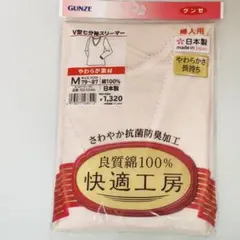 GUNZE
グンゼ
V型七分袖スリーマー
婦人用
日本製
made in Japan
やわらか素材
やわらかさ
長持ち
M
79~87
綿100%
日本製
¥1,320
さわやか抗菌防臭加工
良質綿100%
快適工房